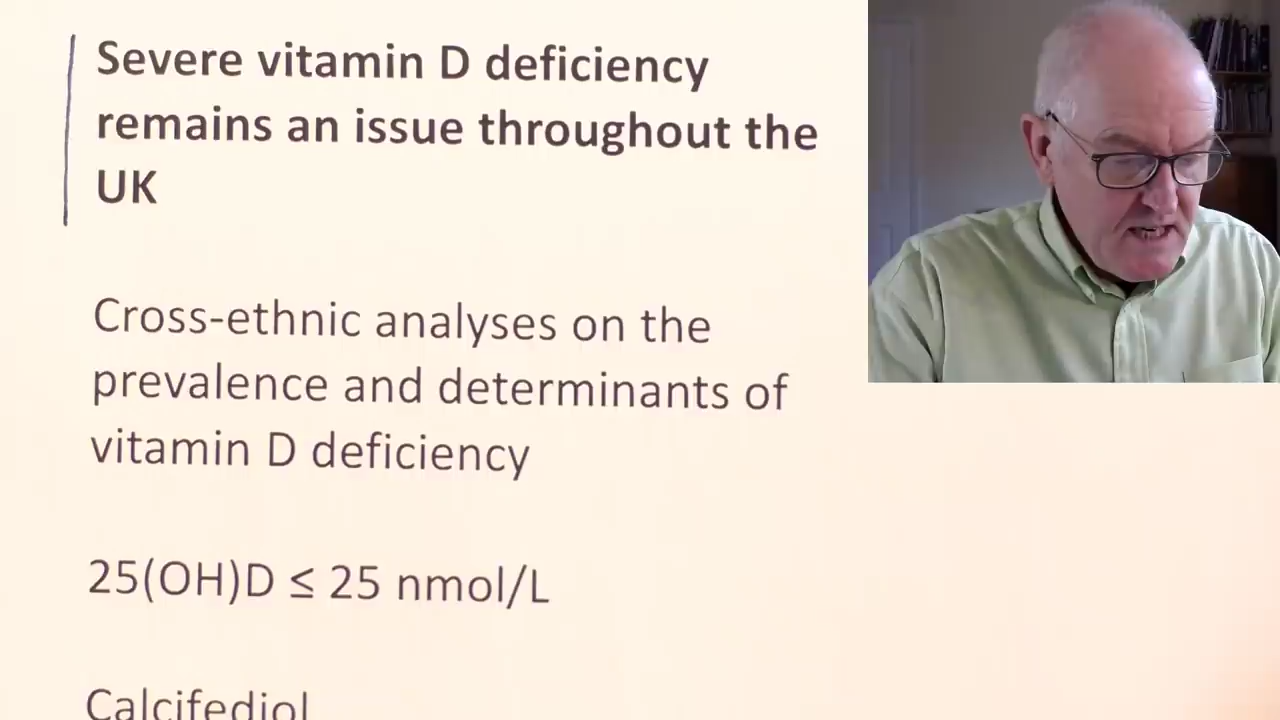 Severe vitamin D deficiency
remains an issue throughout the
UK
Cross-ethnic analyses on the
prevalence and determinants of
vitamin D deficiency
25(OH)D ≤ 25 nmol/L
Calcifediol